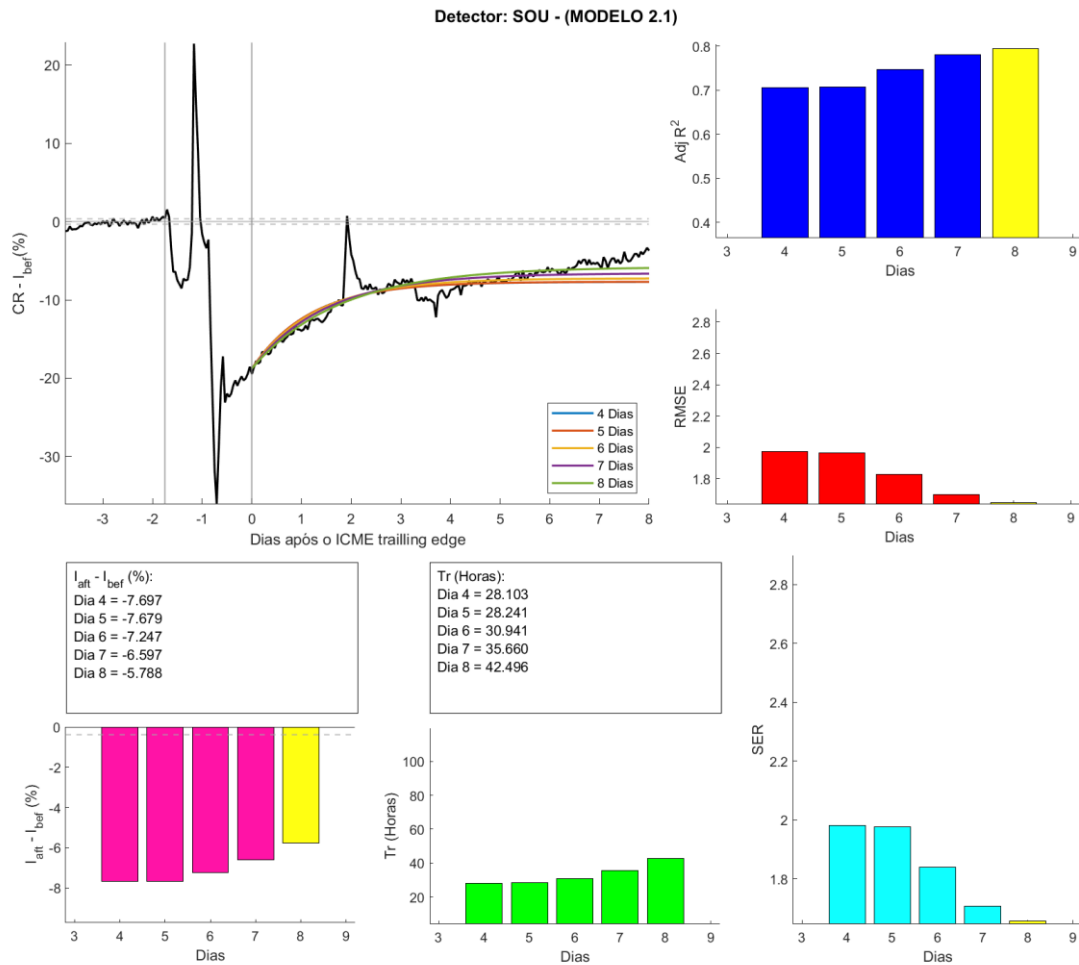 Detector: SOU - (MODELO 2.1)
20
10
0
-10
-20
-30
CR - I_bef(%)
-3 -2 -1 0 1 2 3 4 5 6 7 8
Dias após o ICME trailling edge
4 Dias
5 Dias
6 Dias
7 Dias
8 Dias
0.8
0.7
0.6
0.5
0.4
Adj R²
3 4 5 6 7 8 9
Dias
2.8
2.6
2.4
2.2
2
1.8
RMSE
3 4 5 6 7 8 9
Dias
I_aft - I_bef (%):
Dia 4 = -7.697
Dia 5 = -7.679
Dia 6 = -7.247
Dia 7 = -6.597
Dia 8 = -5.788
Tr (Horas):
Dia 4 = 28.103
Dia 5 = 28.241
Dia 6 = 30.941
Dia 7 = 35.660
Dia 8 = 42.496
0
-2
-4
-6
-8
I_aft - I_bef (%)
3 4 5 6 7 8 9
Dias
100
80
60
40
20
Tr (Horas)
3 4 5 6 7 8 9
Dias
2.8
2.6
2.4
2.2
2
1.8
SER
3 4 5 6 7 8 9
Dias